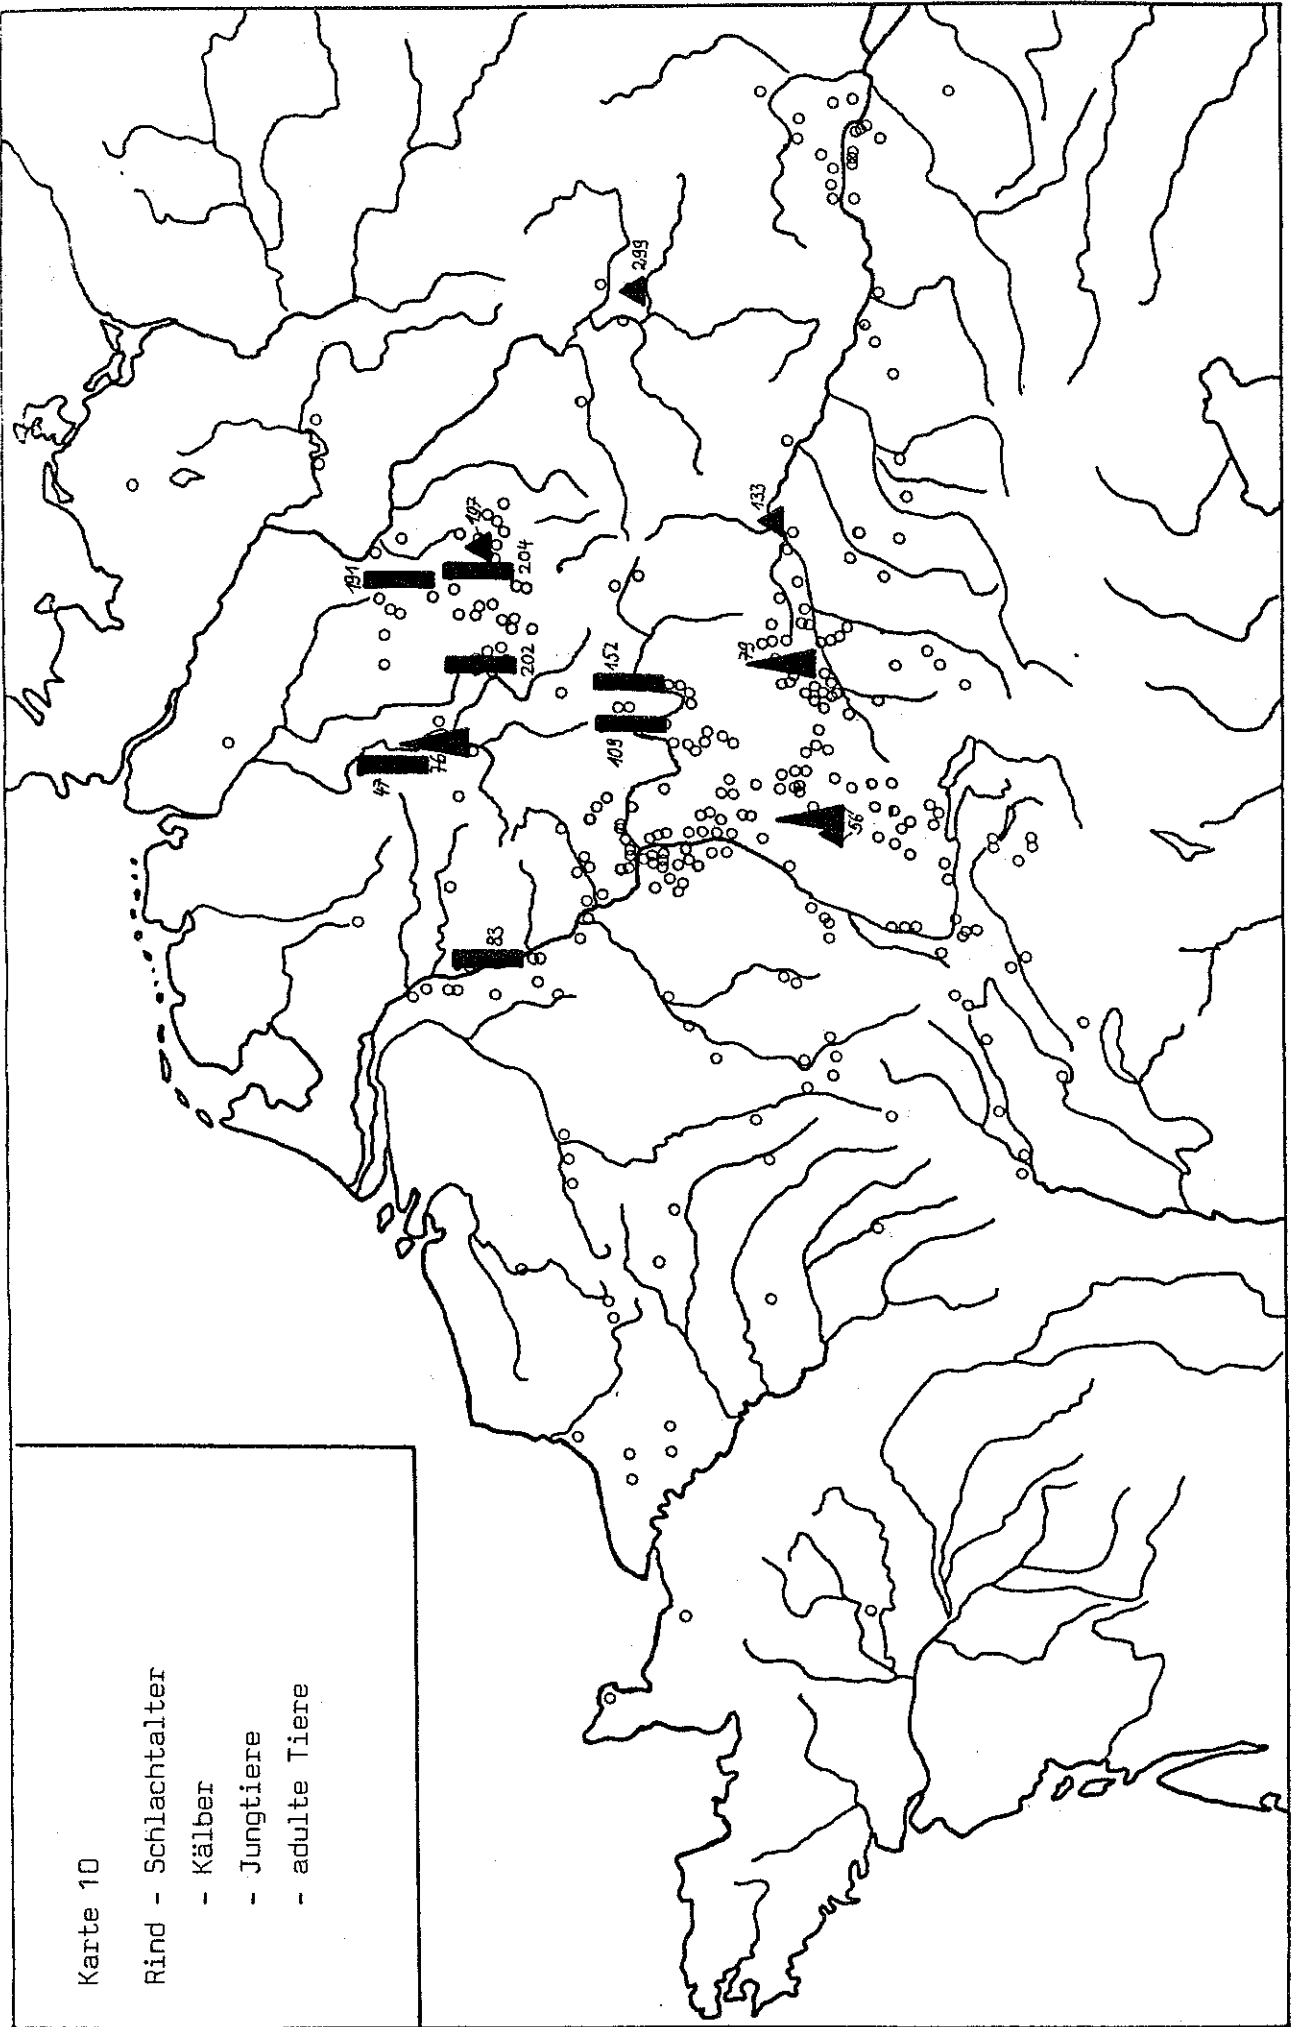 Karte 10
Rind - Schlachtalter
- Kälber
- Jungtiere
- adulte Tiere
299
197
191
204
133
202
152
79
109
76
47
56
83